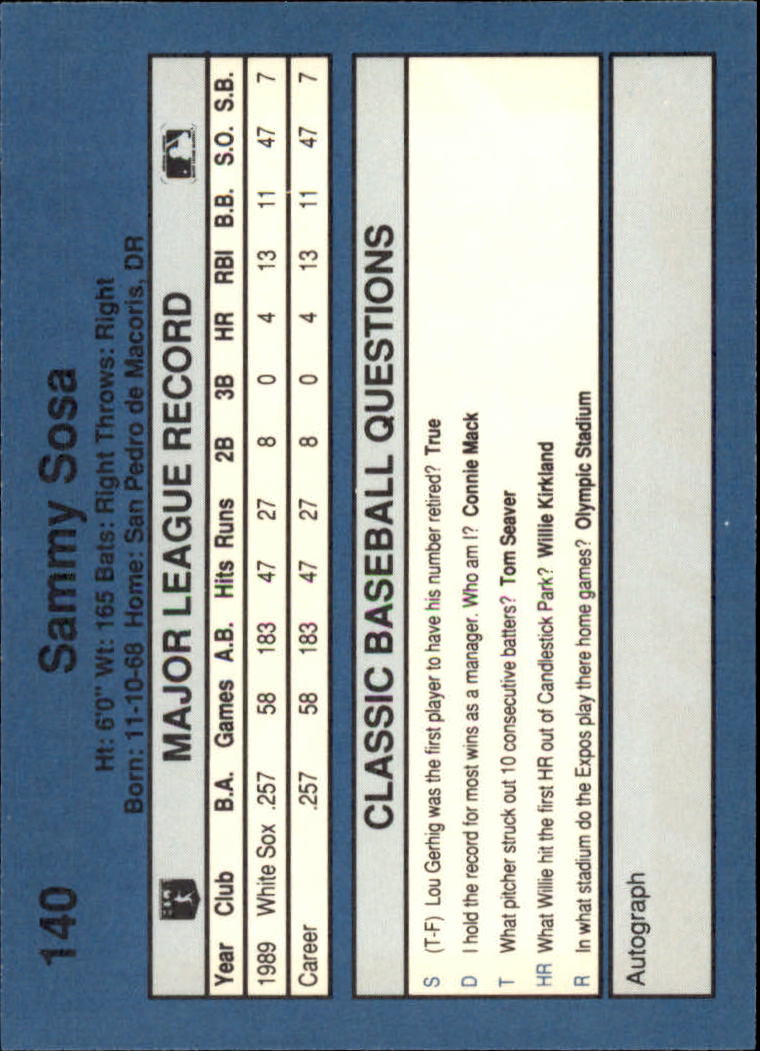 140
Sammy Sosa
Ht: 6'0" Wt: 165 Bats: Right Throws: Right
Born: 11-10-68 Home: San Pedro de Macoris, DR
MAJOR LEAGUE RECORD
Year Club B.A. Games A.B. Hits Runs 2B 3B HR RBI B.B. S.O. S.B.
1989 White Sox .257 58 183 47 27 8 0 4 13 11 47 7
Career .257 58 183 47 27 8 0 4 13 11 47 7
CLASSIC BASEBALL QUESTIONS
S (T-F) Lou Gerhig was the first player to have his number retired? True
D I hold the record for most wins as a manager. Who am I? Connie Mack
T What pitcher struck out 10 consecutive batters? Tom Seaver
HR What Willie hit the first HR out of Candlestick Park? Willie Kirkland
R In what stadium do the Expos play there home games? Olympic Stadium
Autograph